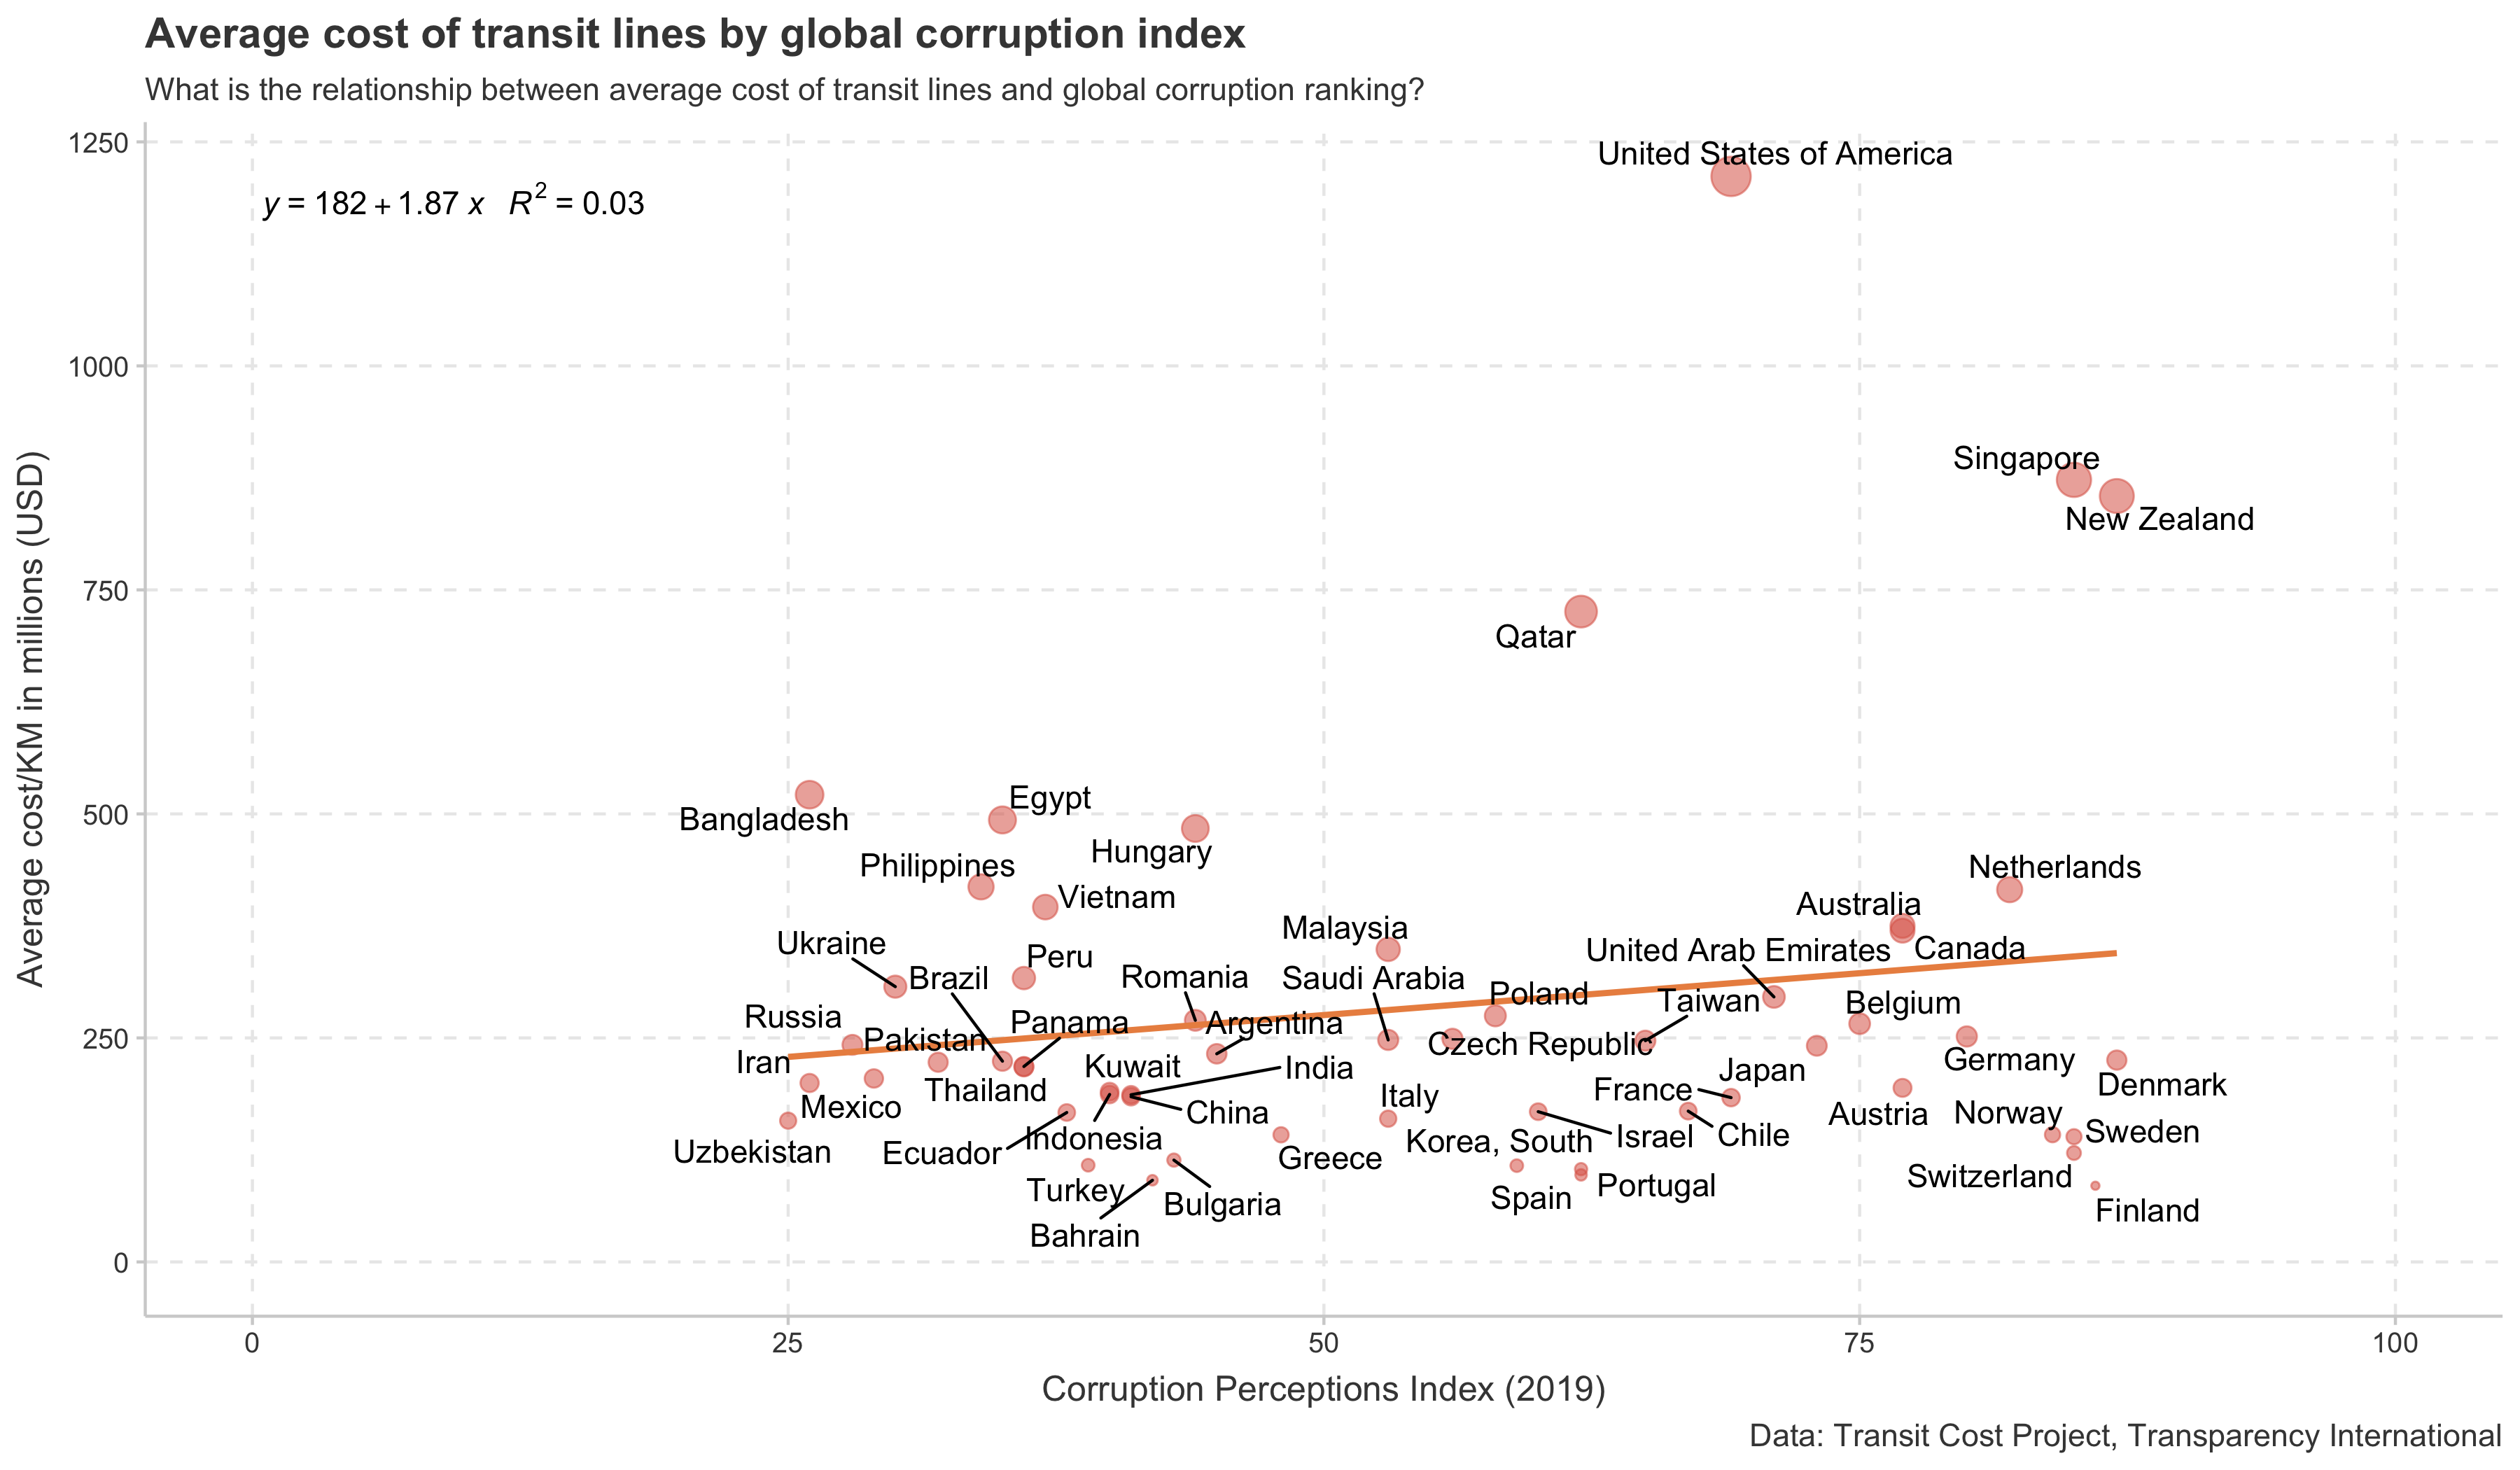 Average cost of transit lines by global corruption index
What is the relationship between average cost of transit lines and global corruption ranking?
1250
1000
750
500
250
0
Average cost/KM in millions (USD)
y = 182 + 1.87 x R² = 0.03
United States of America
Singapore
New Zealand
Qatar
Egypt
Bangladesh
Hungary
Philippines
Netherlands
Vietnam
Australia
Malaysia
Ukraine
United Arab Emirates
Canada
Peru
Brazil
Romania
Saudi Arabia
Poland
Taiwan
Belgium
Russia
Panama
Argentina
Pakistan
Czech Republic
Iran
Kuwait
India
Japan
Germany
Thailand
France
Denmark
Mexico
Italy
China
Austria
Norway
Sweden
Indonesia
Korea, South
Israel
Chile
Uzbekistan
Ecuador
Greece
Switzerland
Turkey
Bulgaria
Spain
Portugal
Finland
Bahrain
0
25
50
75
100
Corruption Perceptions Index (2019)
Data: Transit Cost Project, Transparency International